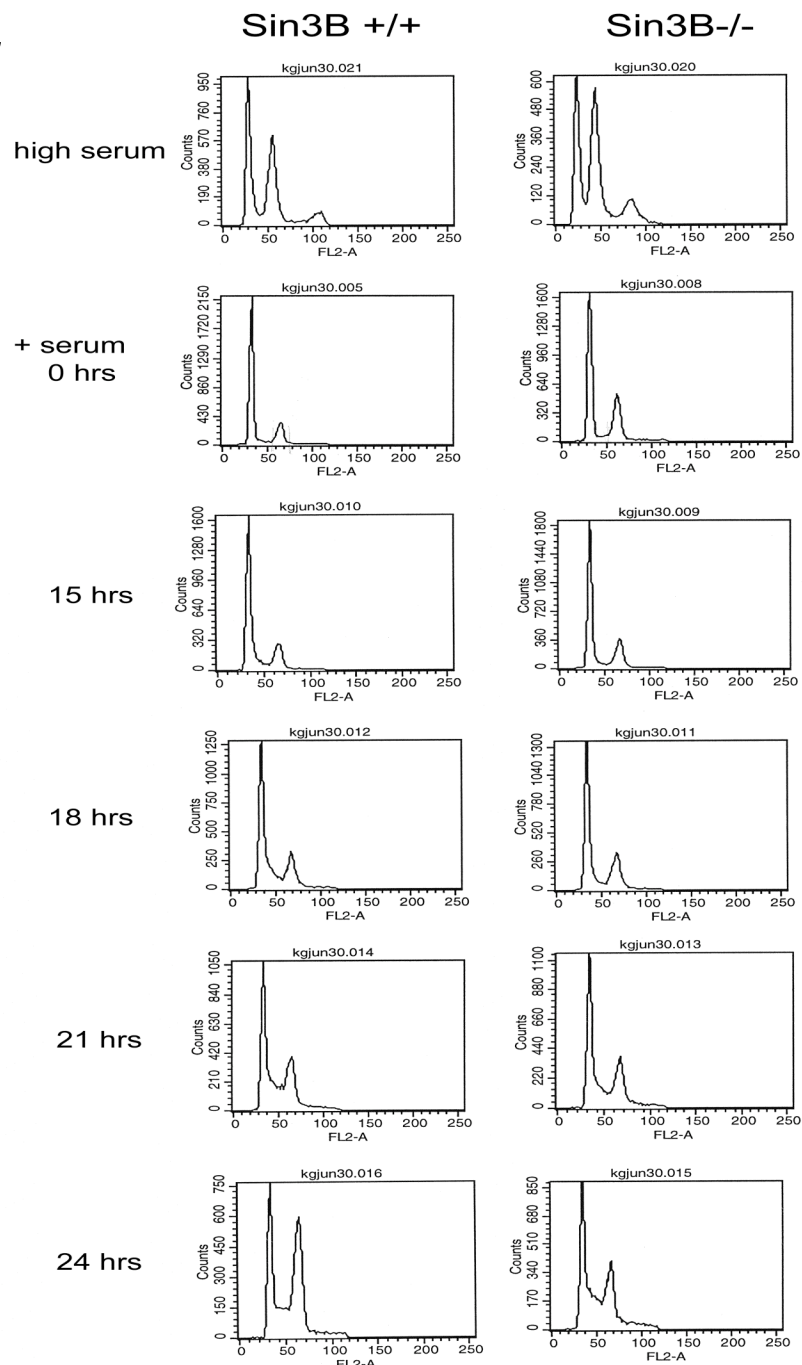 Sin3B +/+ Sin3B-/-
high serum
kgjun30.021
Counts
0 190 380 570 760 950
0 50 100 150 200 250
FL2-A
kgjun30.020
Counts
0 120 240 360 480 600
0 50 100 150 200 250
FL2-A
+ serum
0 hrs
kgjun30.005
Counts
0 430 860 1290 1720 2150
0 50 100 150 200 250
FL2-A
kgjun30.008
Counts
0 320 640 960 1280 1600
0 50 100 150 200 250
FL2-A
15 hrs
kgjun30.010
Counts
0 320 640 960 1280 1600
0 50 100 150 200 250
FL2-A
kgjun30.009
Counts
0 360 720 1080 1440 1800
0 50 100 150 200 250
FL2-A
18 hrs
kgjun30.012
Counts
0 250 500 750 1000 1250
0 50 100 150 200 250
FL2-A
kgjun30.011
Counts
0 260 520 780 1040 1300
0 50 100 150 200 250
FL2-A
21 hrs
kgjun30.014
Counts
0 210 420 630 840 1050
0 50 100 150 200 250
FL2-A
kgjun30.013
Counts
0 220 440 660 880 1100
0 50 100 150 200 250
FL2-A
24 hrs
kgjun30.016
Counts
0 150 300 450 600 750
0 50 100 150 200 250
FL2-A
kgjun30.015
Counts
0 170 340 510 680 850
0 50 100 150 200 250
FL2-A